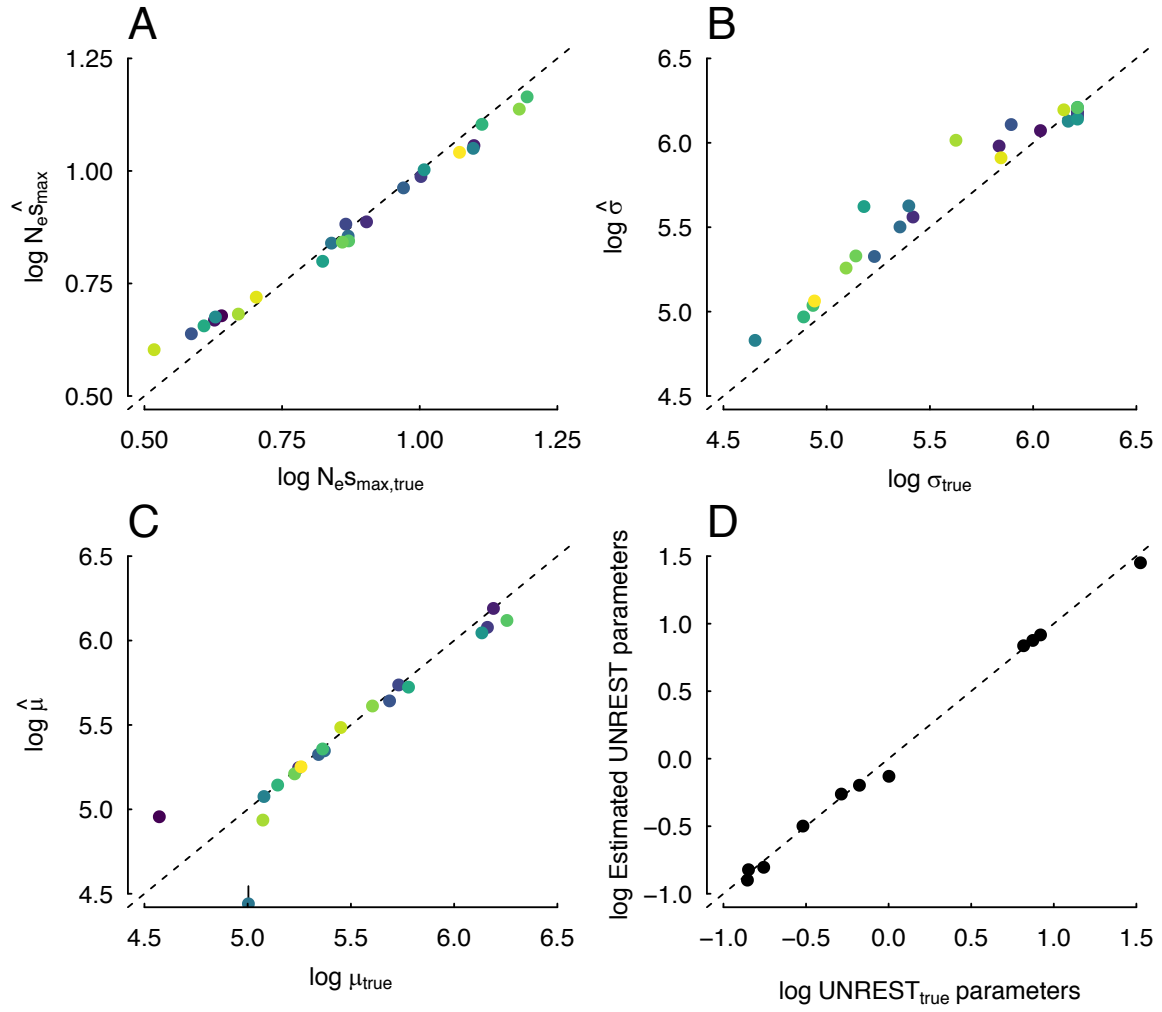 A
1.25
1.00
0.75
0.50
log N̂ₑs_max
0.50 0.75 1.00 1.25
log Nₑs_max,true
B
6.5
6.0
5.5
5.0
4.5
log σ̂
4.5 5.0 5.5 6.0 6.5
log σ_true
C
6.5
6.0
5.5
5.0
4.5
log μ̂
4.5 5.0 5.5 6.0 6.5
log μ_true
D
1.5
1.0
0.5
0.0
−0.5
−1.0
log Estimated UNREST parameters
−1.0 −0.5 0.0 0.5 1.0 1.5
log UNREST_true parameters